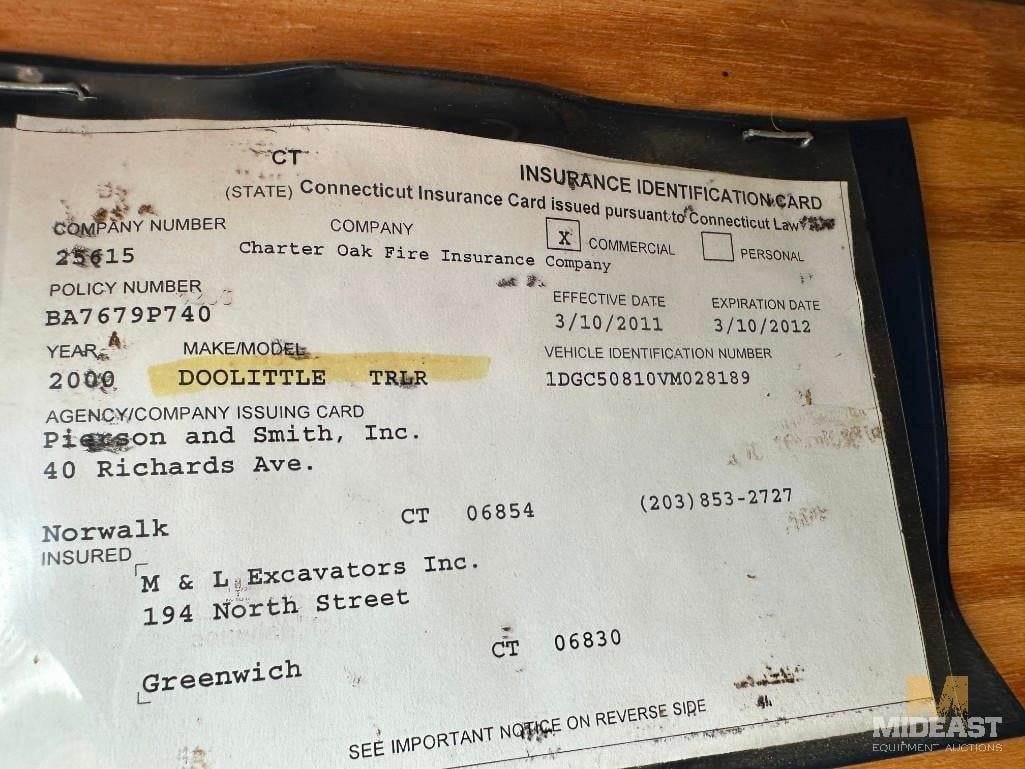 CT
INSURANCE IDENTIFICATION CARD
(STATE) Connecticut Insurance Card issued pursuant to Connecticut Law
COMPANY NUMBER COMPANY X COMMERCIAL PERSONAL
25615 Charter Oak Fire Insurance Company
POLICY NUMBER EFFECTIVE DATE EXPIRATION DATE
BA7679P740 3/10/2011 3/10/2012
YEAR MAKE/MODEL VEHICLE IDENTIFICATION NUMBER
2000 DOOLITTLE TRLR 1DGC50810VM028189
AGENCY/COMPANY ISSUING CARD
Pierson and Smith, Inc.
40 Richards Ave.
Norwalk CT 06854 (203)853-2727
INSURED
M & L Excavators Inc.
194 North Street
Greenwich CT 06830
SEE IMPORTANT NOTICE ON REVERSE SIDE
MIDEAST
EQUIPMENT AUCTIONS